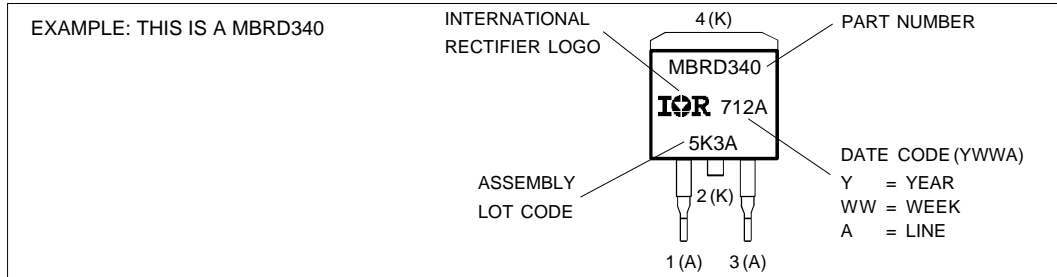 EXAMPLE: THIS IS A MBRD340
INTERNATIONAL
RECTIFIER LOGO
4 (K)
PART NUMBER
MBRD340
IOR 712A
5K3A
ASSEMBLY
LOT CODE
2 (K)
1 (A) 3 (A)
DATE CODE (YWWA)
Y = YEAR
WW = WEEK
A = LINE